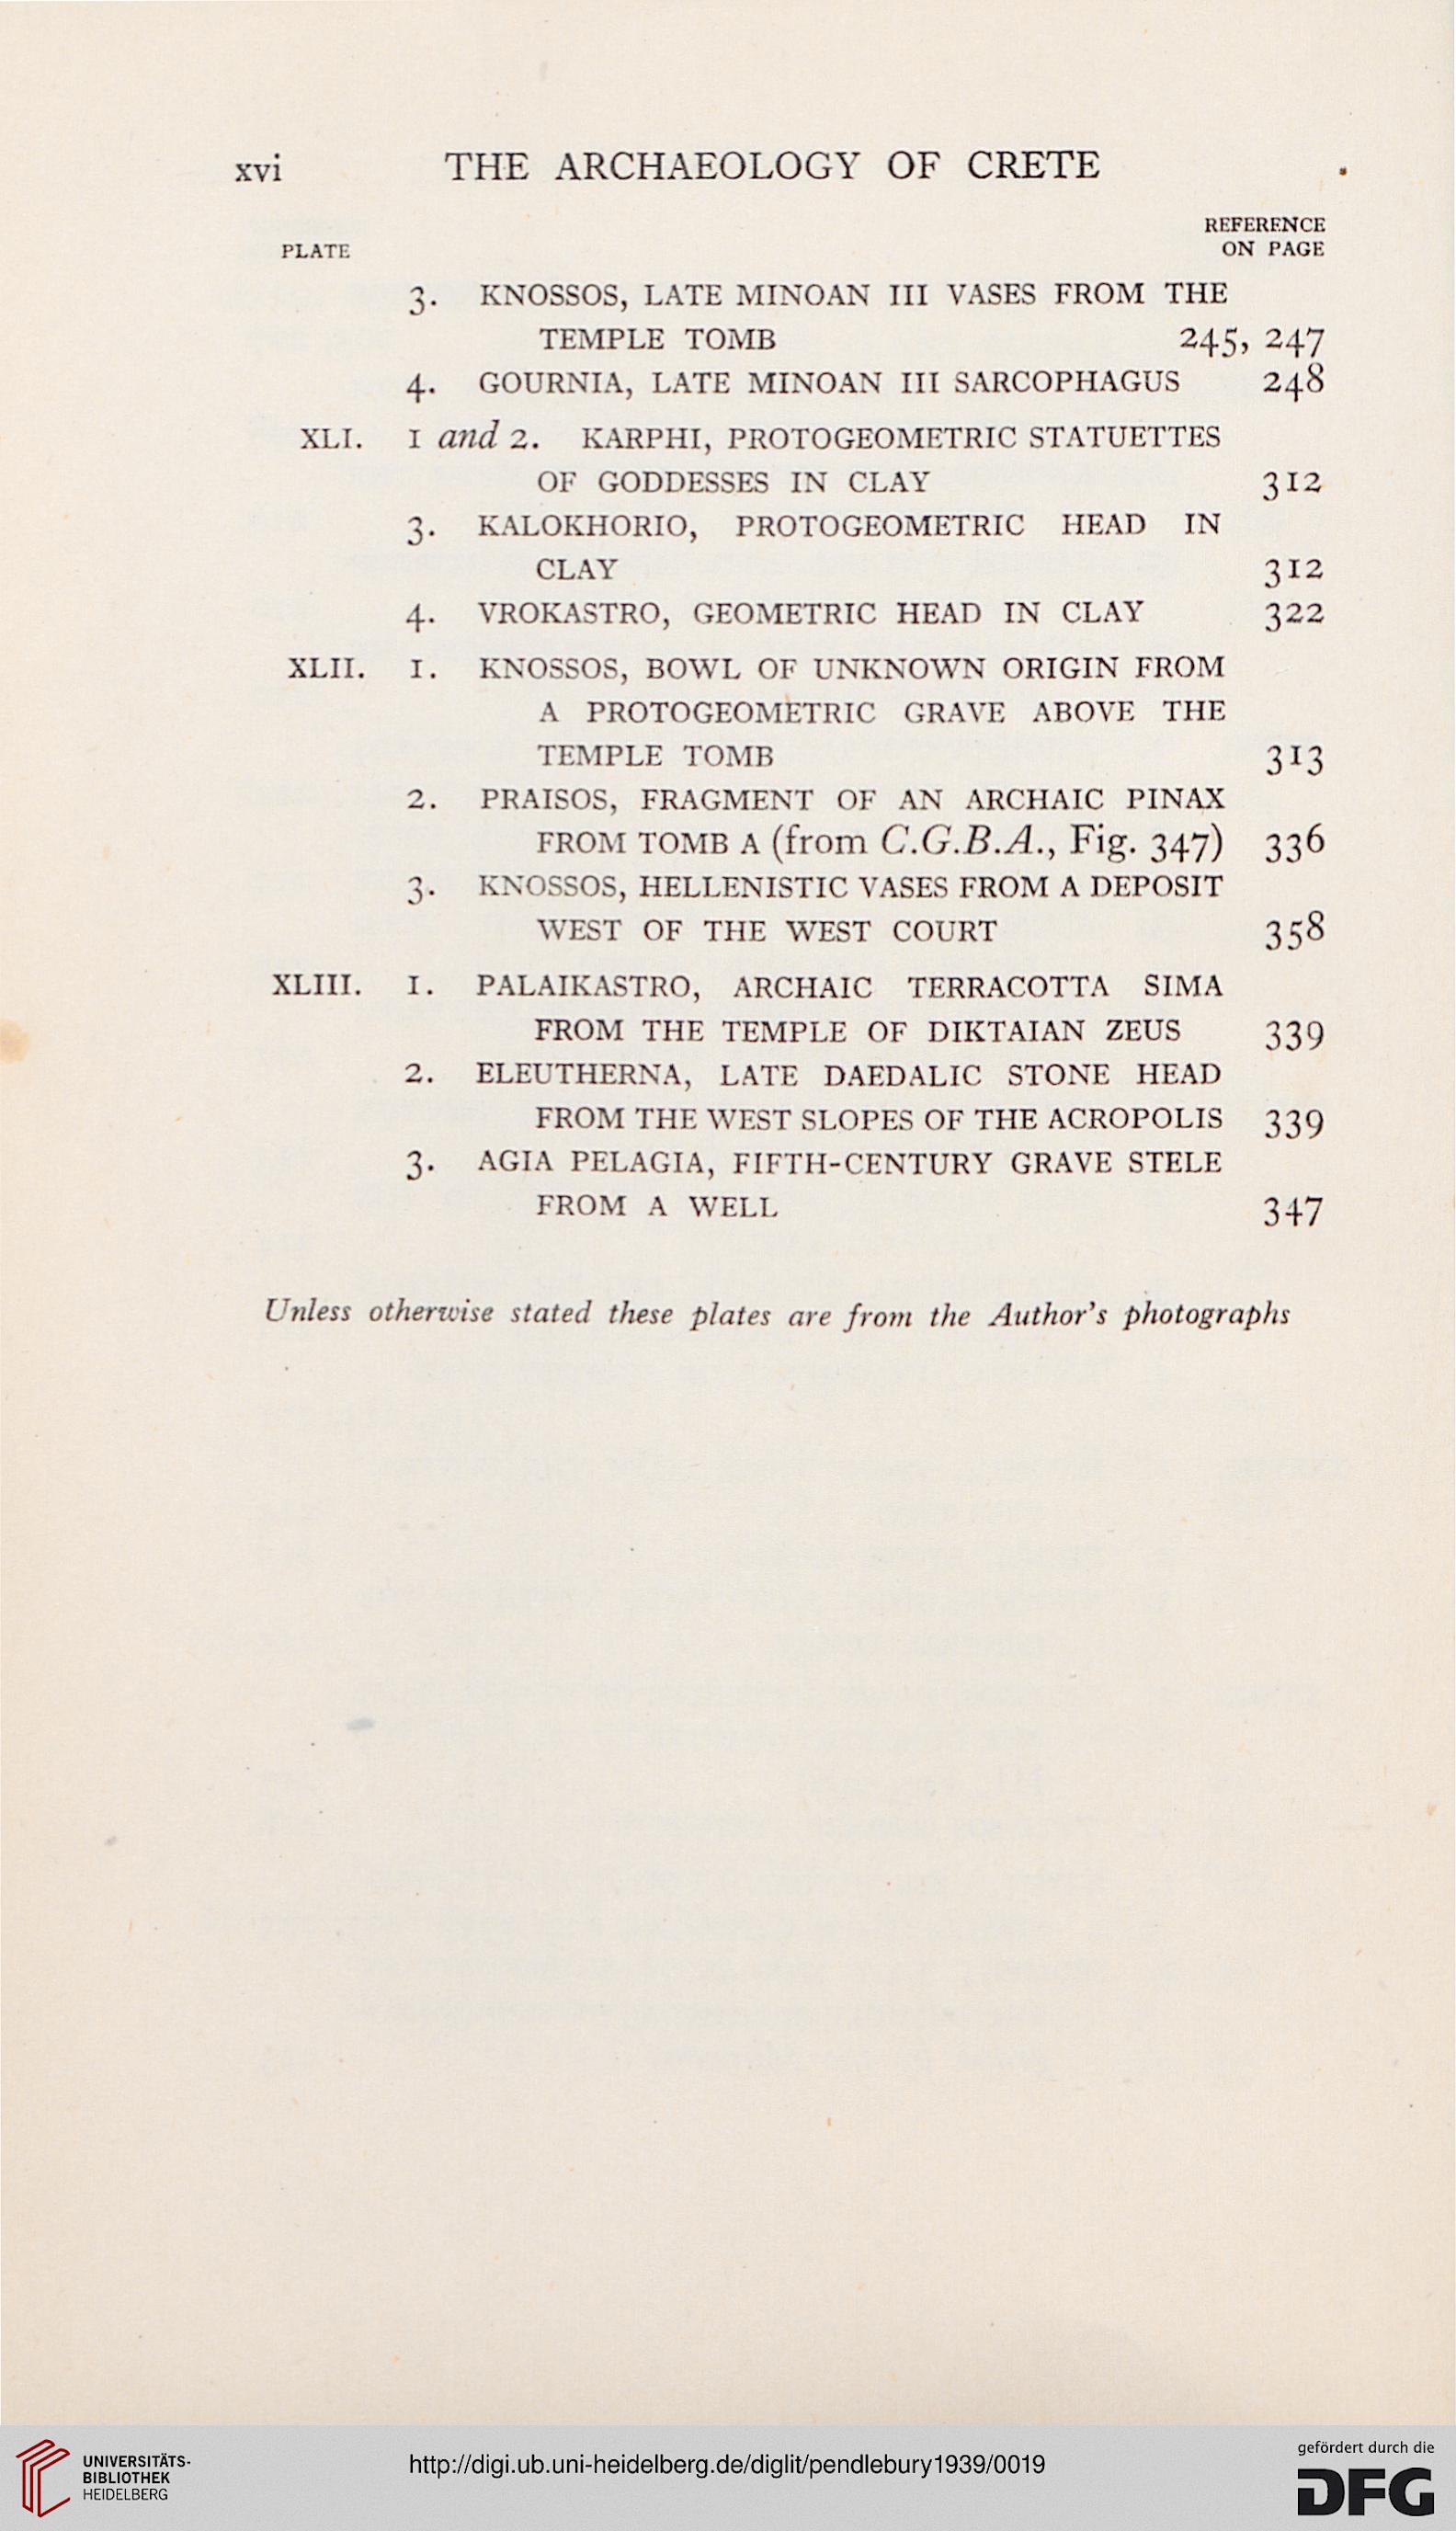 xvi THE ARCHAEOLOGY OF CRETE
REFERENCE
PLATE ON PAGE
3. KNOSSOS, LATE MINOAN III VASES FROM THE
TEMPLE TOMB 245, 247
4. GOURNIA, LATE MINOAN III SARCOPHAGUS 248
XLI. 1 and 2. KARPHI, PROTOGEOMETRIC STATUETTES
OF GODDESSES IN CLAY 312
3. KALOKHORIO, PROTOGEOMETRIC HEAD IN
CLAY 312
4. VROKASTRO, GEOMETRIC HEAD IN CLAY 322
XLII. 1. KNOSSOS, BOWL OF UNKNOWN ORIGIN FROM
A PROTOGEOMETRIC GRAVE ABOVE THE
TEMPLE TOMB 313
2. PRAISOS, FRAGMENT OF AN ARCHAIC PINAX
FROM TOMB A (from C.G.B.A., Fig. 347) 336
3. KNOSSOS, HELLENISTIC VASES FROM A DEPOSIT
WEST OF THE WEST COURT 358
XLIII. 1. PALAIKASTRO, ARCHAIC TERRACOTTA SIMA
FROM THE TEMPLE OF DIKTAIAN ZEUS 339
2. ELEUTHERNA, LATE DAEDALIC STONE HEAD
FROM THE WEST SLOPES OF THE ACROPOLIS 339
3. AGIA PELAGIA, FIFTH-CENTURY GRAVE STELE
FROM A WELL 347
Unless otherwise stated these plates are from the Author's photographs
UNIVERSITÄTS-
BIBLIOTHEK
HEIDELBERG
http://digi.ub.uni-heidelberg.de/diglit/pendlebury1939/0019
gefördert durch die
DFG